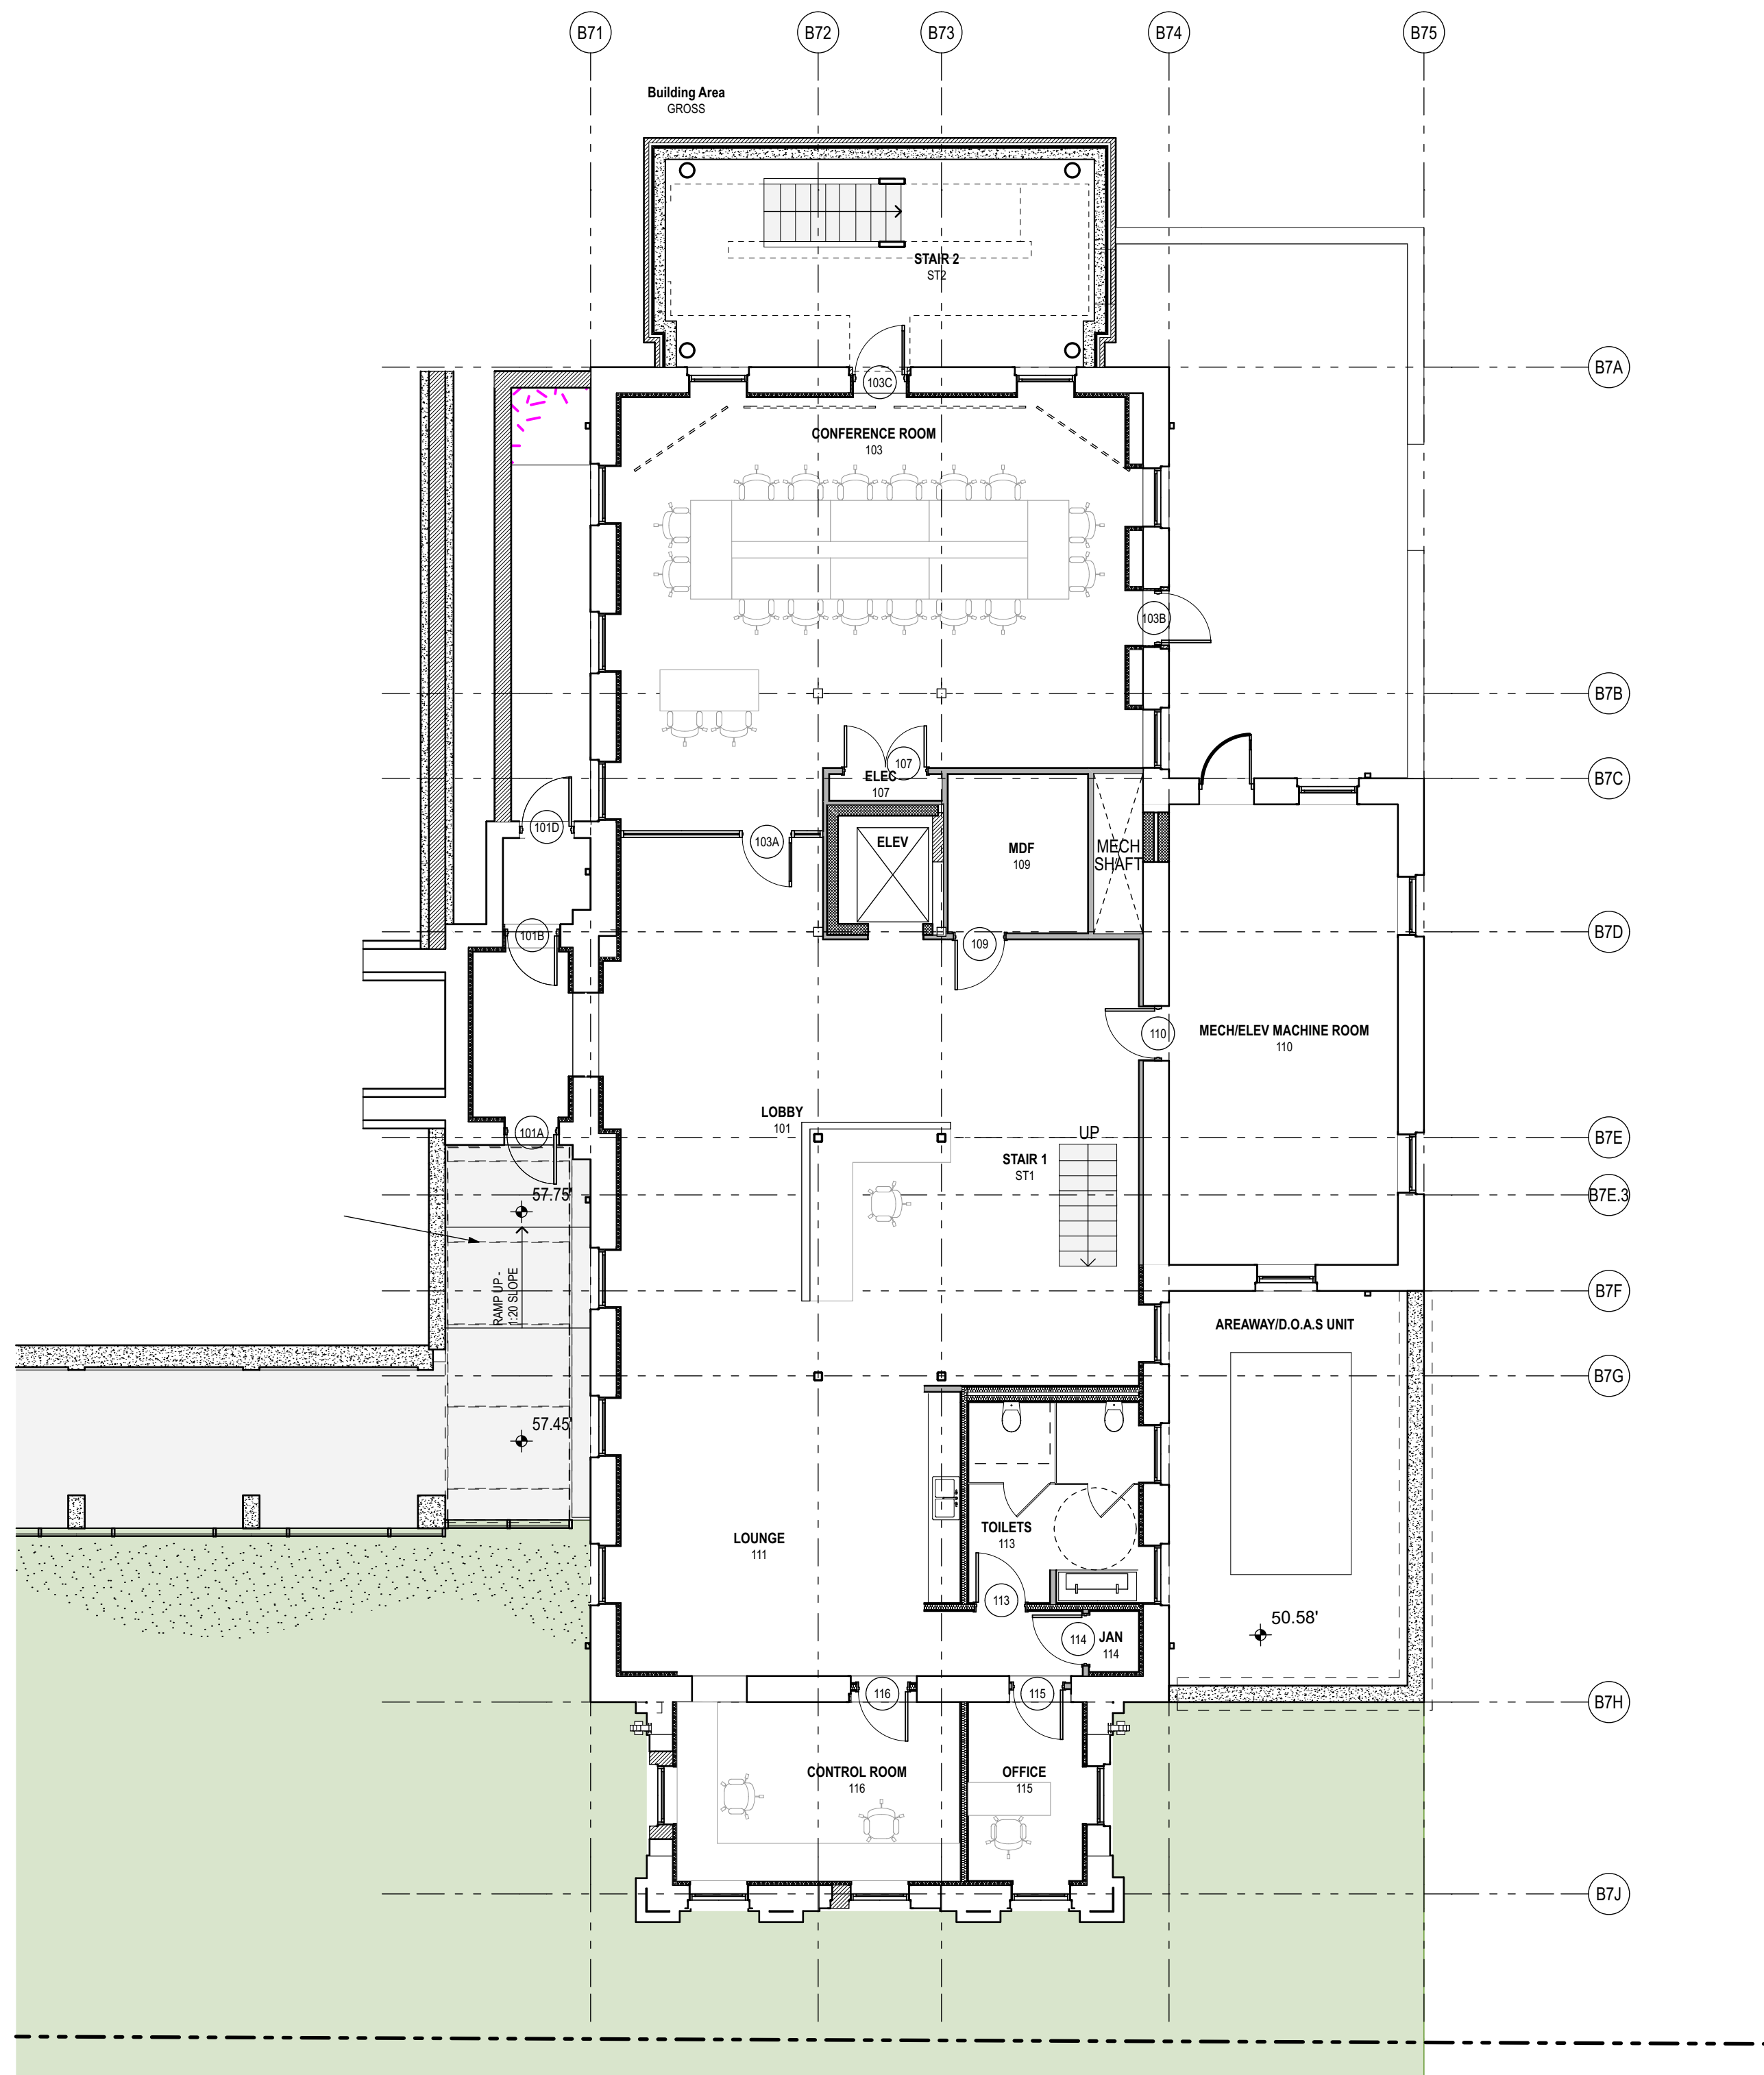 B71
B72
B73
B74
B75
Building Area
GROSS
STAIR 2
ST2
B7A
103C
CONFERENCE ROOM
103
103B
B7B
107
ELEC
107
B7C
101D
103A
ELEV
MDF
109
MECH
SHAFT
101B
109
B7D
110
MECH/ELEV MACHINE ROOM
110
LOBBY
101
101A
UP
B7E
STAIR 1
ST1
57.75'
B7E.3
RAMP UP -
1:20 SLOPE
B7F
AREAWAY/D.O.A.S UNIT
B7G
57.45'
TOILETS
113
LOUNGE
111
113
50.58'
114
JAN
114
116
115
B7H
CONTROL ROOM
116
OFFICE
115
B7J